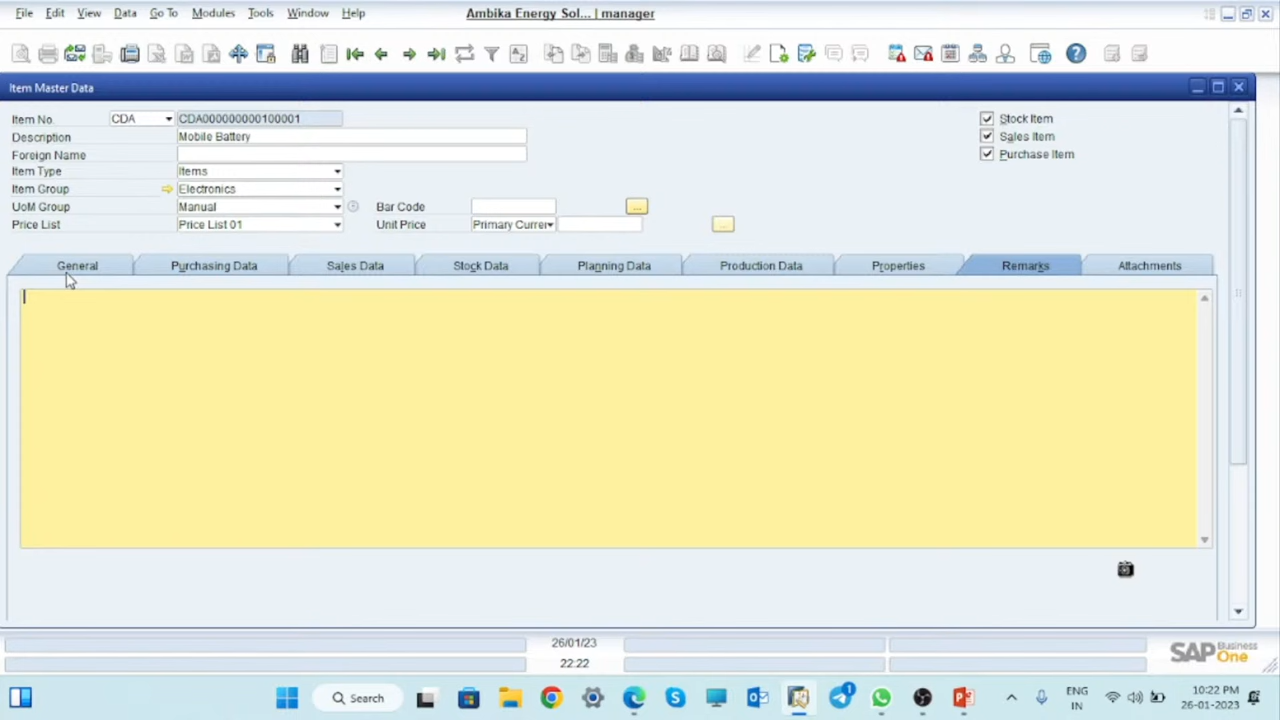 File Edit View Data Go To Modules Tools Window Help Ambika Energy Sol... | manager
Item Master Data
Item No. CDA CDA000000000100001 Stock Item
Description Mobile Battery Sales Item
Foreign Name Purchase Item
Item Type Items
Item Group Electronics
UoM Group Manual Bar Code ...
Price List Price List 01 Unit Price Primary Curren ...
General Purchasing Data Sales Data Stock Data Planning Data Production Data Properties Remarks Attachments
26/01/23
22:22
SAP Business One
Search
1
ENG
IN
10:22 PM
26-01-2023